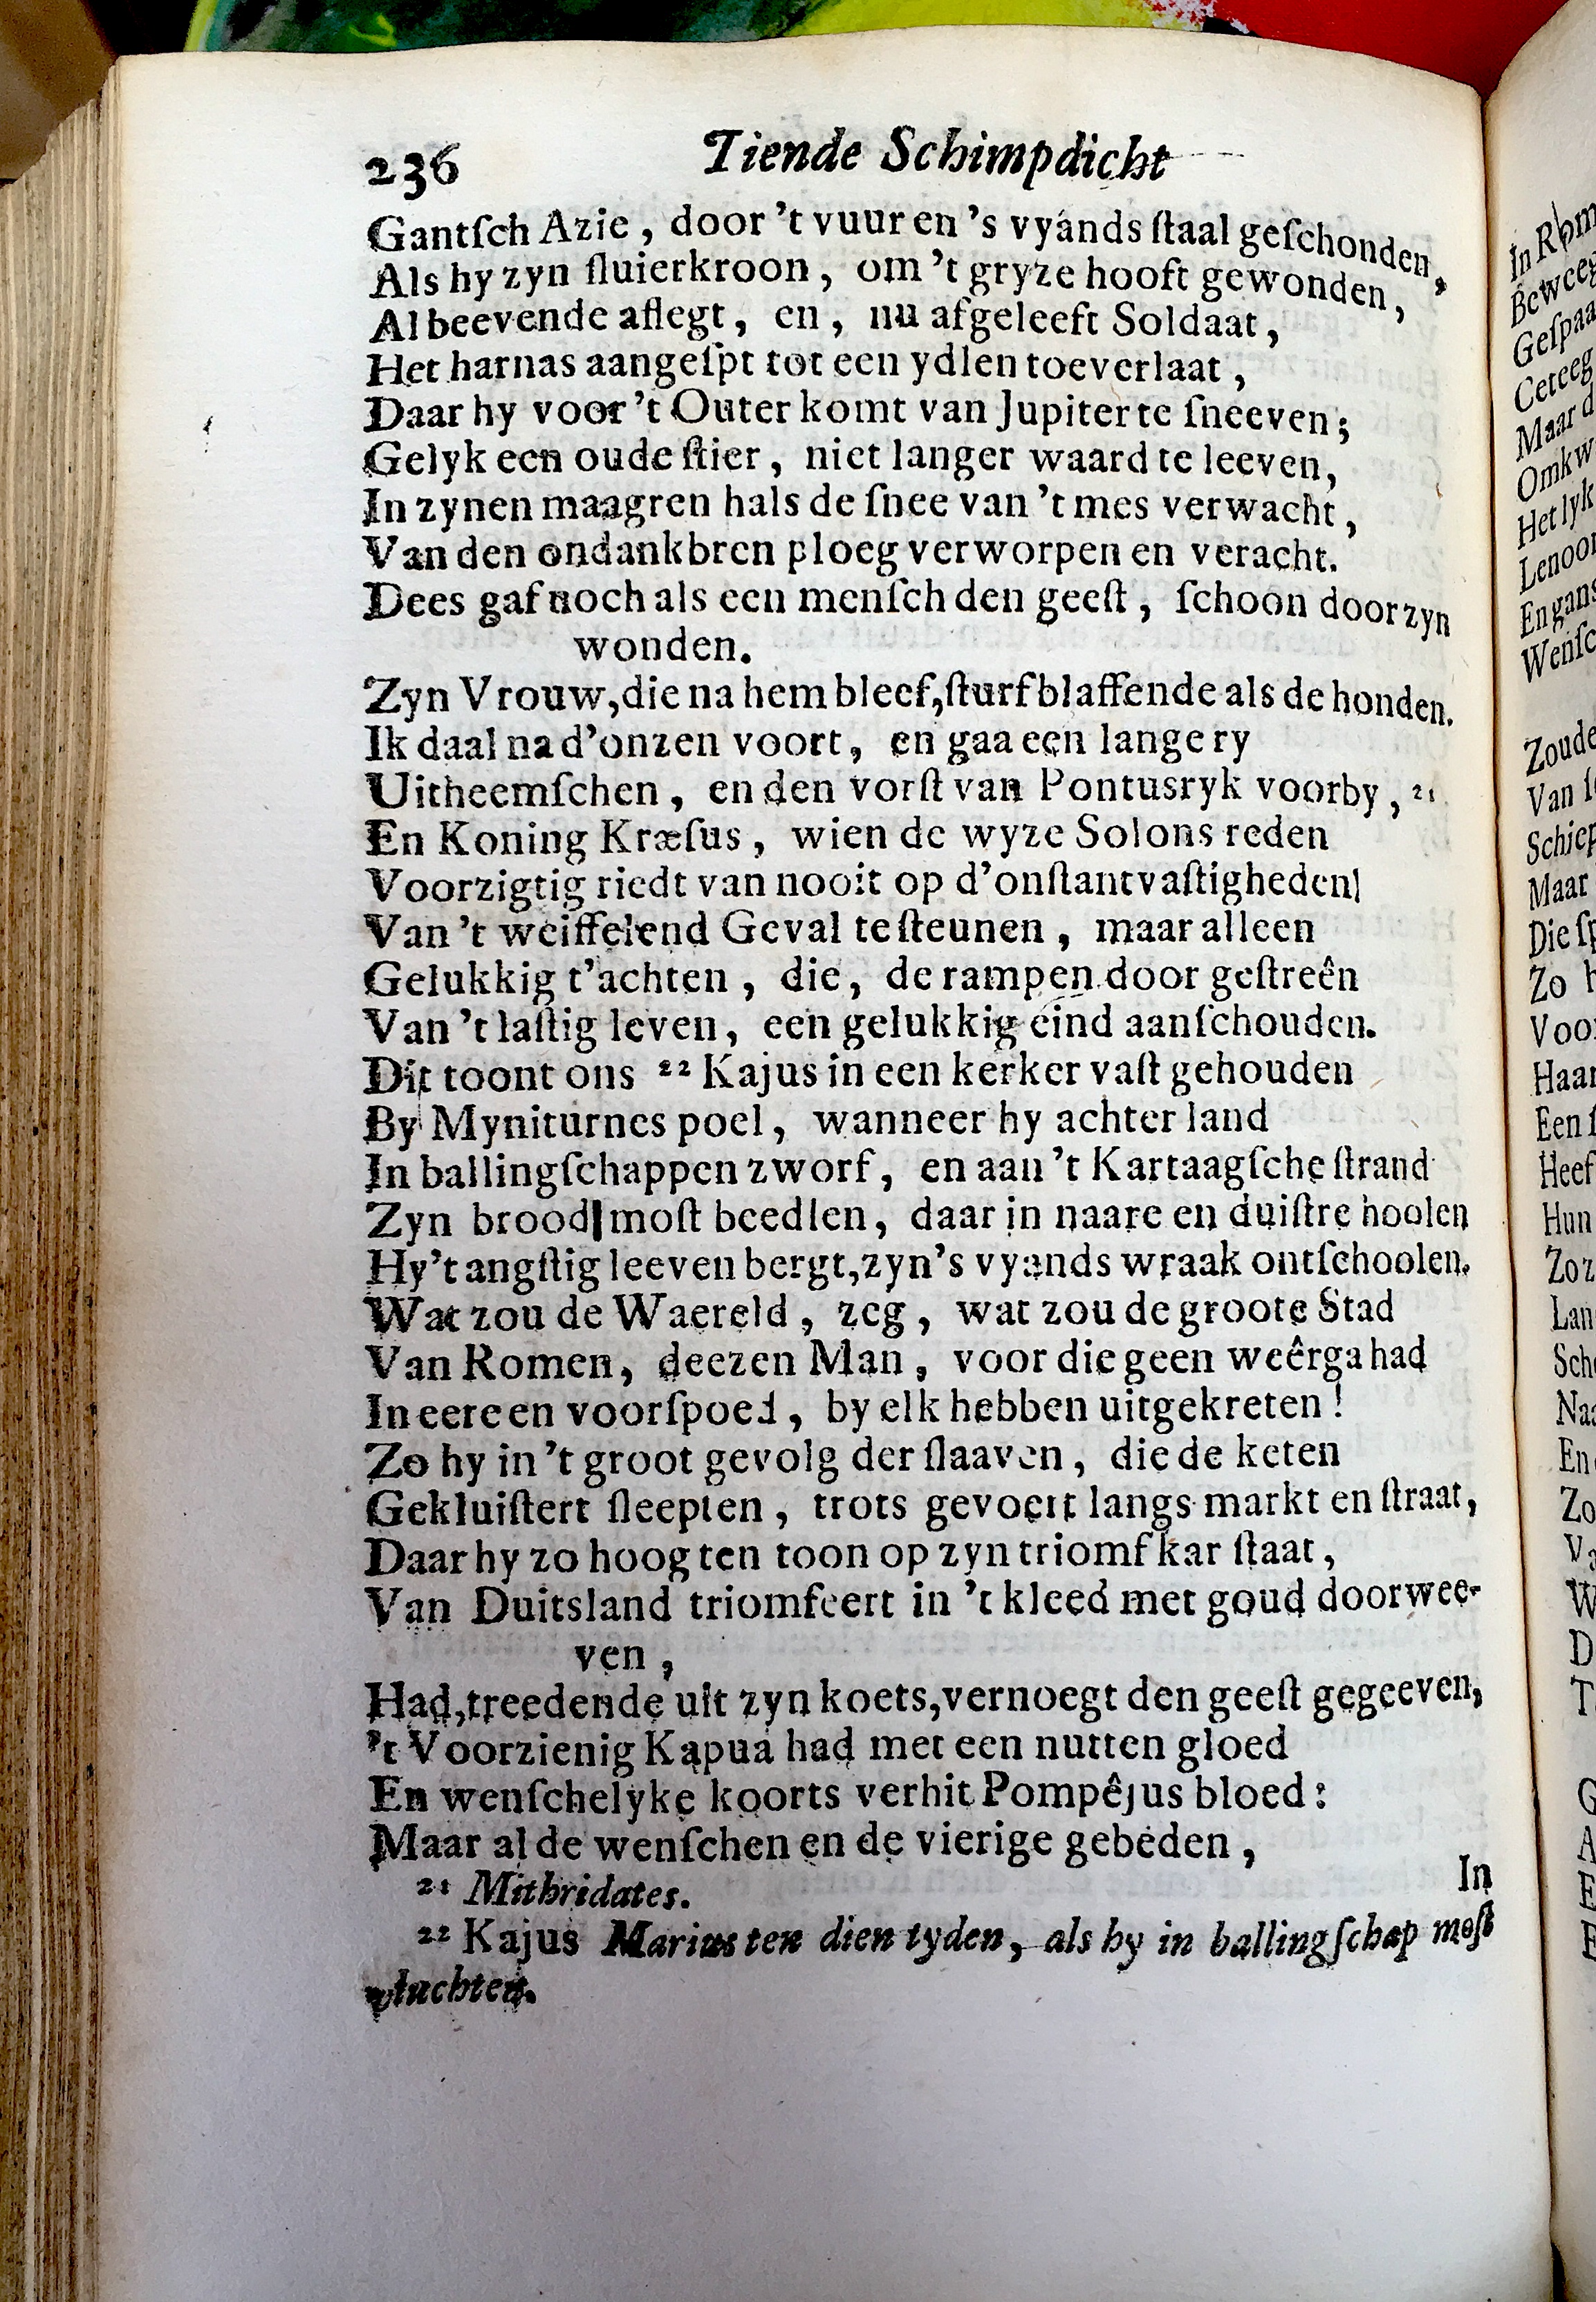 236 Tiende Schimpdicht
Gantſch Azie, door 't vuur en 's vyands ſtaal geſchonden,
Als hy zyn ſluierkroon, om 't gryze hooft gewonden,
Al beevende aflegt, en, nu afgeleeft Soldaat,
Het harnas aangeſpt tot een ydlen toeverlaat,
Daar hy voor 't Outer komt van Jupiter te ſneeven;
Gelyk een oude ſtier, niet langer waard te leeven,
In zynen maagren hals de ſnee van 't mes verwacht,
Van den ondankbren ploeg verworpen en veracht.
Dees gaf noch als een menſch den geeſt, ſchoon door zyn
wonden.
Zyn Vrouw, die na hem bleef, ſturf blaffende als de honden.
Ik daal na d'onzen voort, en gaa een lange ry
Uitheemſchen, en den vorſt van Pontusryk voorby, 21
En Koning Kræſus, wien de wyze Solons reden
Voorzigtig riedt van nooit op d'onſtantvaſtigheden
Van 't weiffelend Geval te ſteunen, maar alleen
Gelukkig t'achten, die, de rampen door geſtreên
Van 't laſtig leven, een gelukkig eind aanſchouden.
Dit toont ons 22 Kajus in een kerker vaſt gehouden
By Myniturnes poel, wanneer hy achter land
In ballingſchappen zworf, en aan 't Kartaagſche ſtrand
Zyn brood moſt beedlen, daar in naare en duiſtre hoolen
Hy 't angſtig leeven bergt, zyn 's vyands wraak ontſchoolen.
Wat zou de Waereld, zeg, wat zou de groote Stad
Van Romen, deezen Man, voor die geen weêrga had
In eere en voorſpoed, by elk hebben uitgekreten!
Zo hy in 't groot gevolg der ſlaaven, die de keten
Gekluiſtert ſleepten, trots gevoert langs markt en ſtraat,
Daar hy zo hoog ten toon op zyn triomfkar ſtaat,
Van Duitsland triomfeert in 't kleed met goud doorwee-
ven,
Had, treedende uit zyn koets, vernoegt den geeſt gegeeven,
't Voorzienig Kapua had met een nutten gloed
En wenſchelyke koorts verhit Pompêjus bloed:
Maar al de wenſchen en de vierige gebeden,
In
21 Mithridates.
22 Kajus Marius ten dien tyden, als hy in ballingſchap moſt
vluchten.